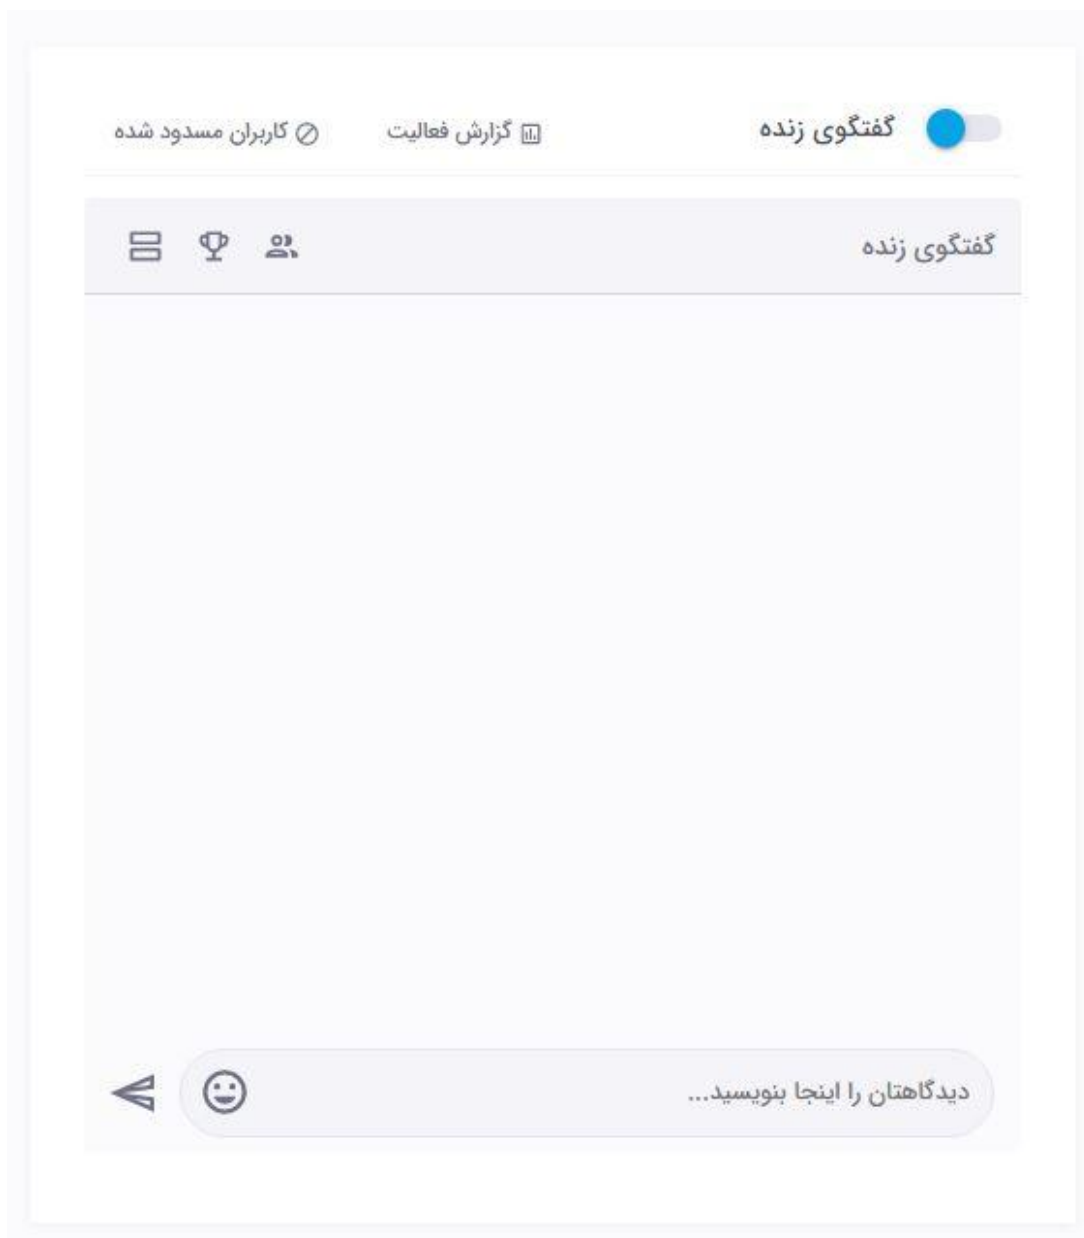 گفتگوی زنده
گزارش فعالیت
کاربران مسدود شده
گفتگوی زنده
دیدگاهتان را اینجا بنویسید...